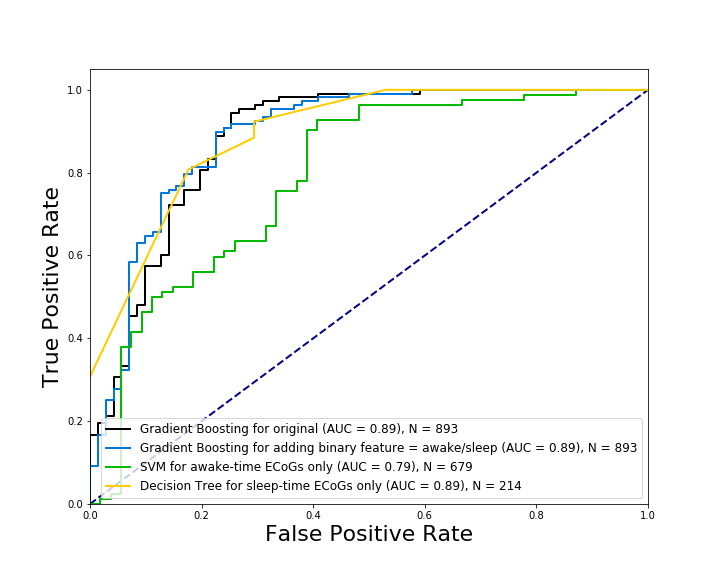 1.0
0.8
0.6
0.4
0.2
0.0
True Positive Rate
Gradient Boosting for original (AUC = 0.89), N = 893
Gradient Boosting for adding binary feature = awake/sleep (AUC = 0.89), N = 893
SVM for awake-time ECoGs only (AUC = 0.79), N = 679
Decision Tree for sleep-time ECoGs only (AUC = 0.89), N = 214
0.0 0.2 0.4 0.6 0.8 1.0
False Positive Rate